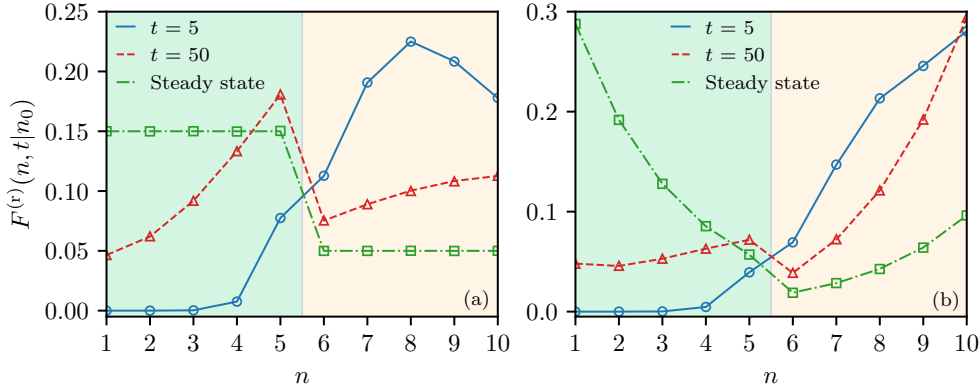 F^(r)(n, t|n_0)
0.25
0.20
0.15
0.10
0.05
0.00
t = 5
t = 50
Steady state
(a)
1 2 3 4 5 6 7 8 9 10
n
0.3
0.2
0.1
0.0
t = 5
t = 50
Steady state
(b)
1 2 3 4 5 6 7 8 9 10
n